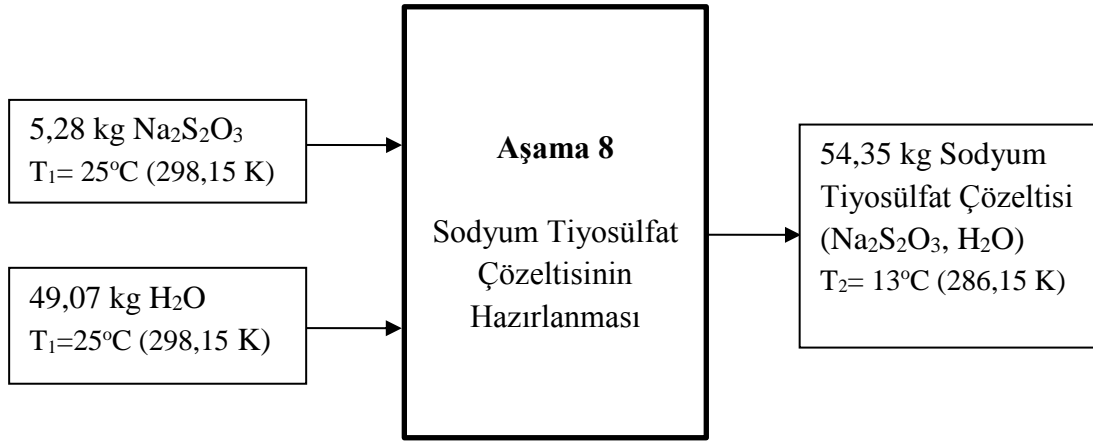 5,28 kg Na₂S₂O₃
T₁= 25ºC (298,15 K)
49,07 kg H₂O
T₁=25ºC (298,15 K)
Aşama 8
Sodyum Tiyosülfat
Çözeltisinin
Hazırlanması
54,35 kg Sodyum
Tiyosülfat Çözeltisi
(Na₂S₂O₃, H₂O)
T₂= 13ºC (286,15 K)